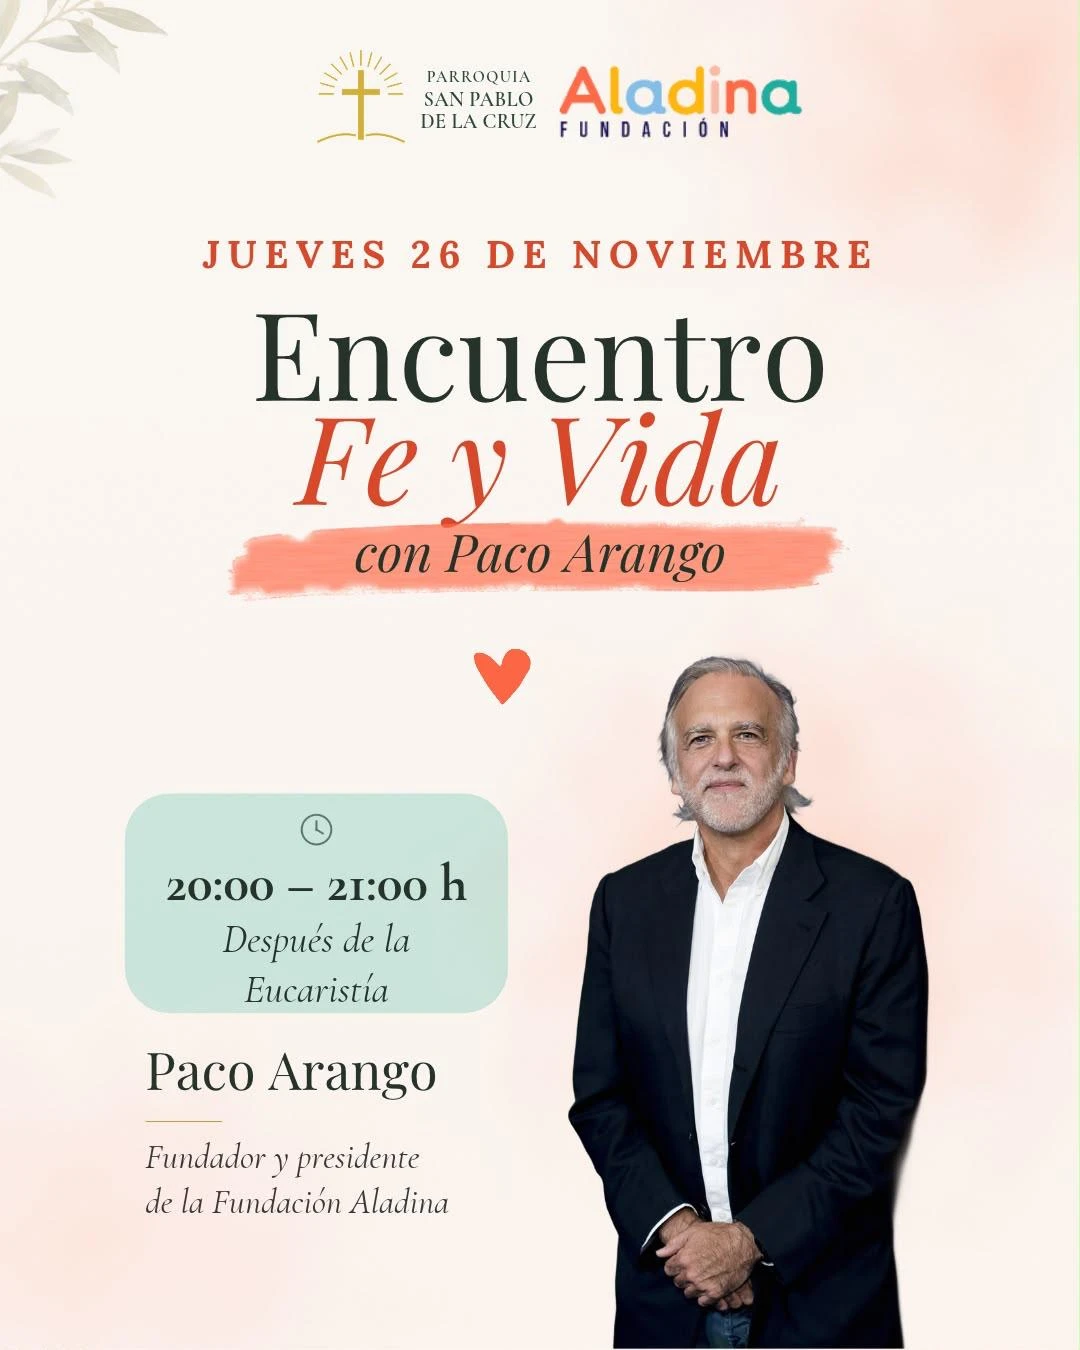 PARROQUIA
SAN PABLO
DE LA CRUZ
Aladina
FUNDACIÓN
JUEVES 26 DE NOVIEMBRE
Encuentro
Fe y Vida
con Paco Arango
20:00 – 21:00 h
Después de la
Eucaristía
Paco Arango
Fundador y presidente
de la Fundación Aladina